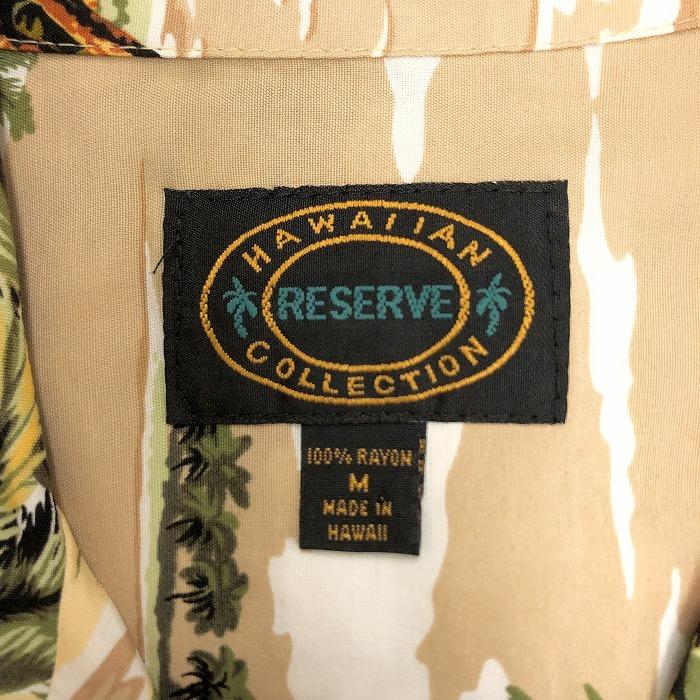 HAWAIIAN
RESERVE
COLLECTION
100% RAYON
M
MADE IN
HAWAII